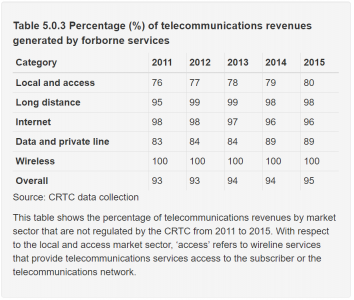 Table 5.0.3 Percentage (%) of telecommunications revenues
generated by forborne services
Category 2011 2012 2013 2014 2015
Local and access 76 77 78 79 80
Long distance 95 99 99 98 98
Internet 98 98 97 96 96
Data and private line 83 84 84 89 89
Wireless 100 100 100 100 100
Overall 93 93 94 94 95
Source: CRTC data collection
This table shows the percentage of telecommunications revenues by market
sector that are not regulated by the CRTC from 2011 to 2015. With respect
to the local and access market sector, ‘access’ refers to wireline services
that provide telecommunications services access to the subscriber or the
telecommunications network.